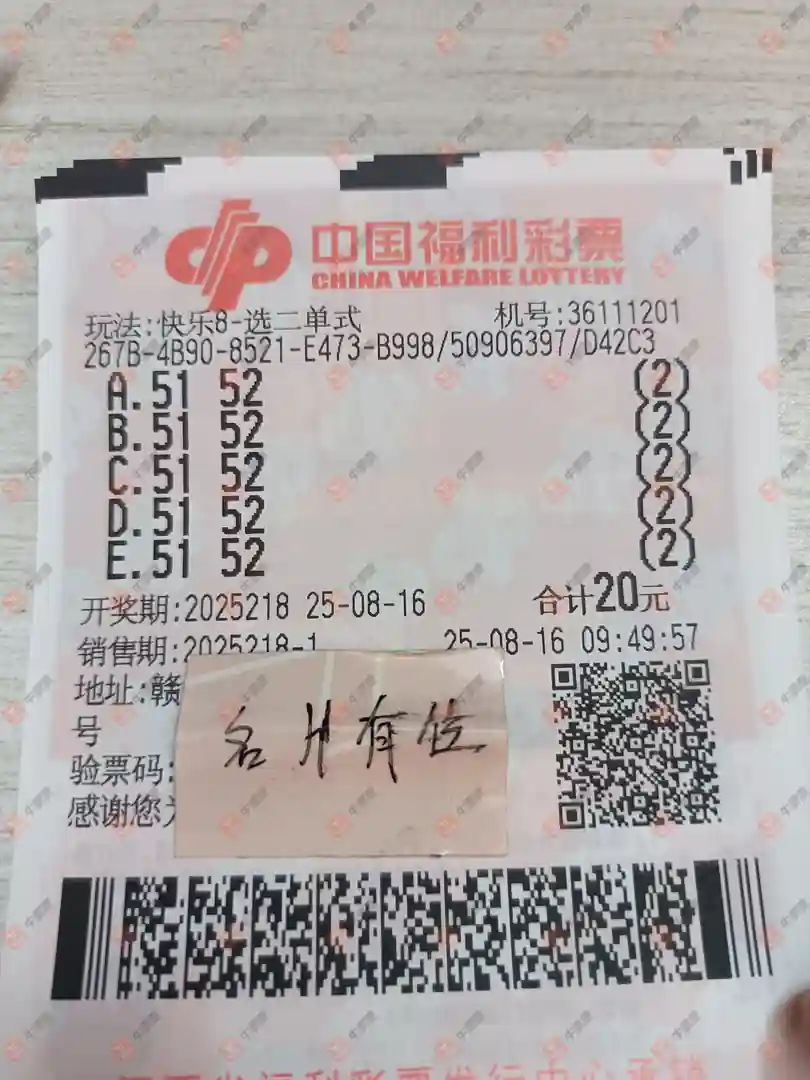 中国福利彩票
CHINA WELFARE LOTTERY
玩法:快乐8-选二单式 机号:36111201
267B-4B90-8521-E473-B998/50906397/D42C3
A.51 52 (2)
B.51 52 (2)
C.51 52 (2)
D.51 52 (2)
E.51 52 (2)
开奖期:2025218 25-08-16 合计20元
销售期:2025218-1 25-08-16 09:49:57
地址:赣
号
验票码:
感谢您为
名州有位